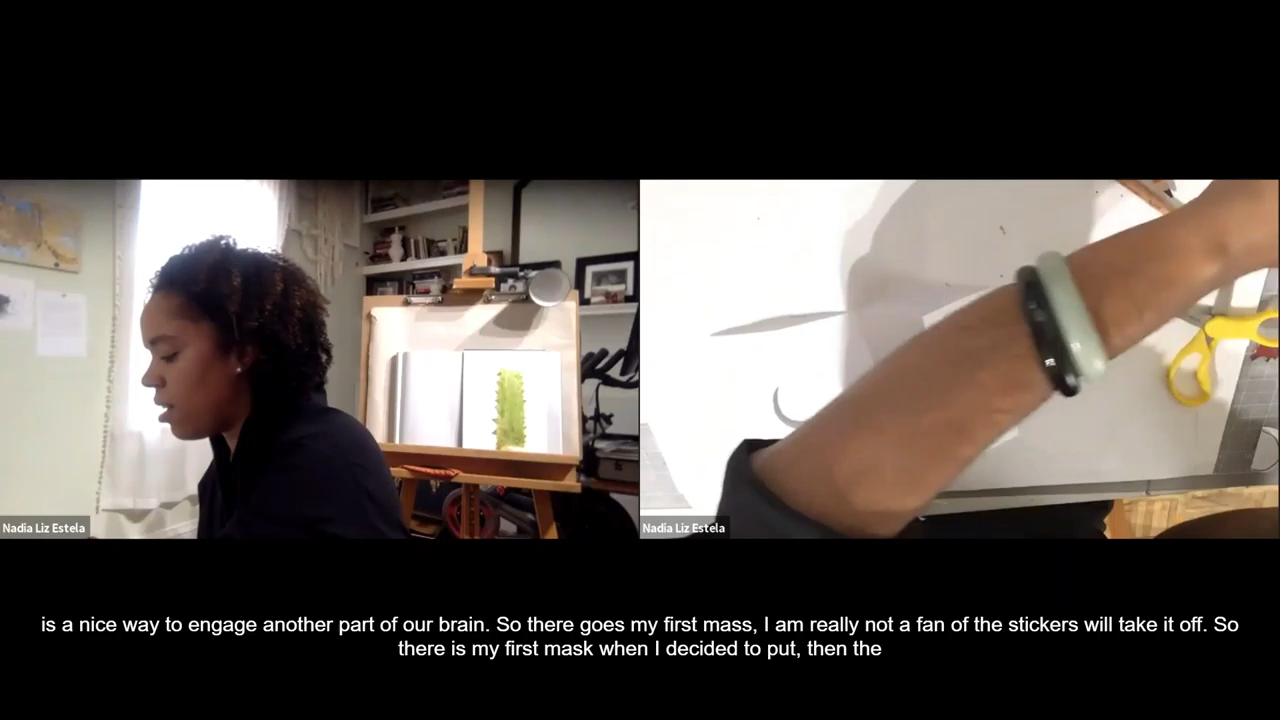 Nadia Liz Estela
Nadia Liz Estela
is a nice way to engage another part of our brain. So there goes my first mass, I am really not a fan of the stickers will take it off. So
there is my first mask when I decided to put, then the